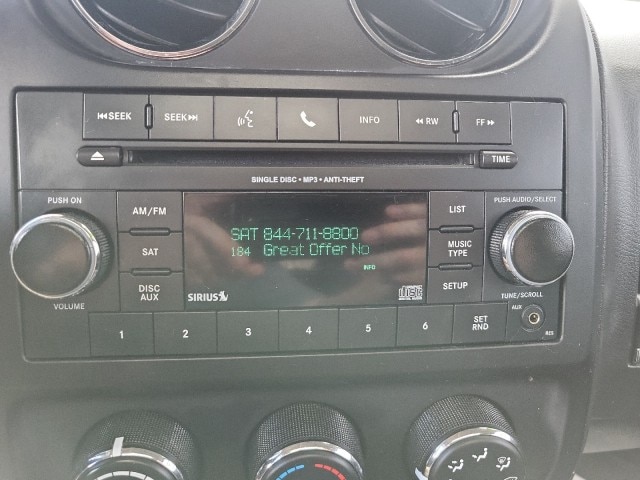 SEEK
SEEK
INFO
RW
FF
TIME
SINGLE DISC • MP3 • ANTI-THEFT
PUSH ON
VOLUME
AM/FM
SAT
DISC
AUX
SAT 844-711-8800
184 Great Offer No
INFO
SIRIUS
disc
LIST
MUSIC
TYPE
SETUP
PUSH AUDIO/SELECT
TUNE/SCROLL
AUX
1
2
3
4
5
6
SET
RND
RES